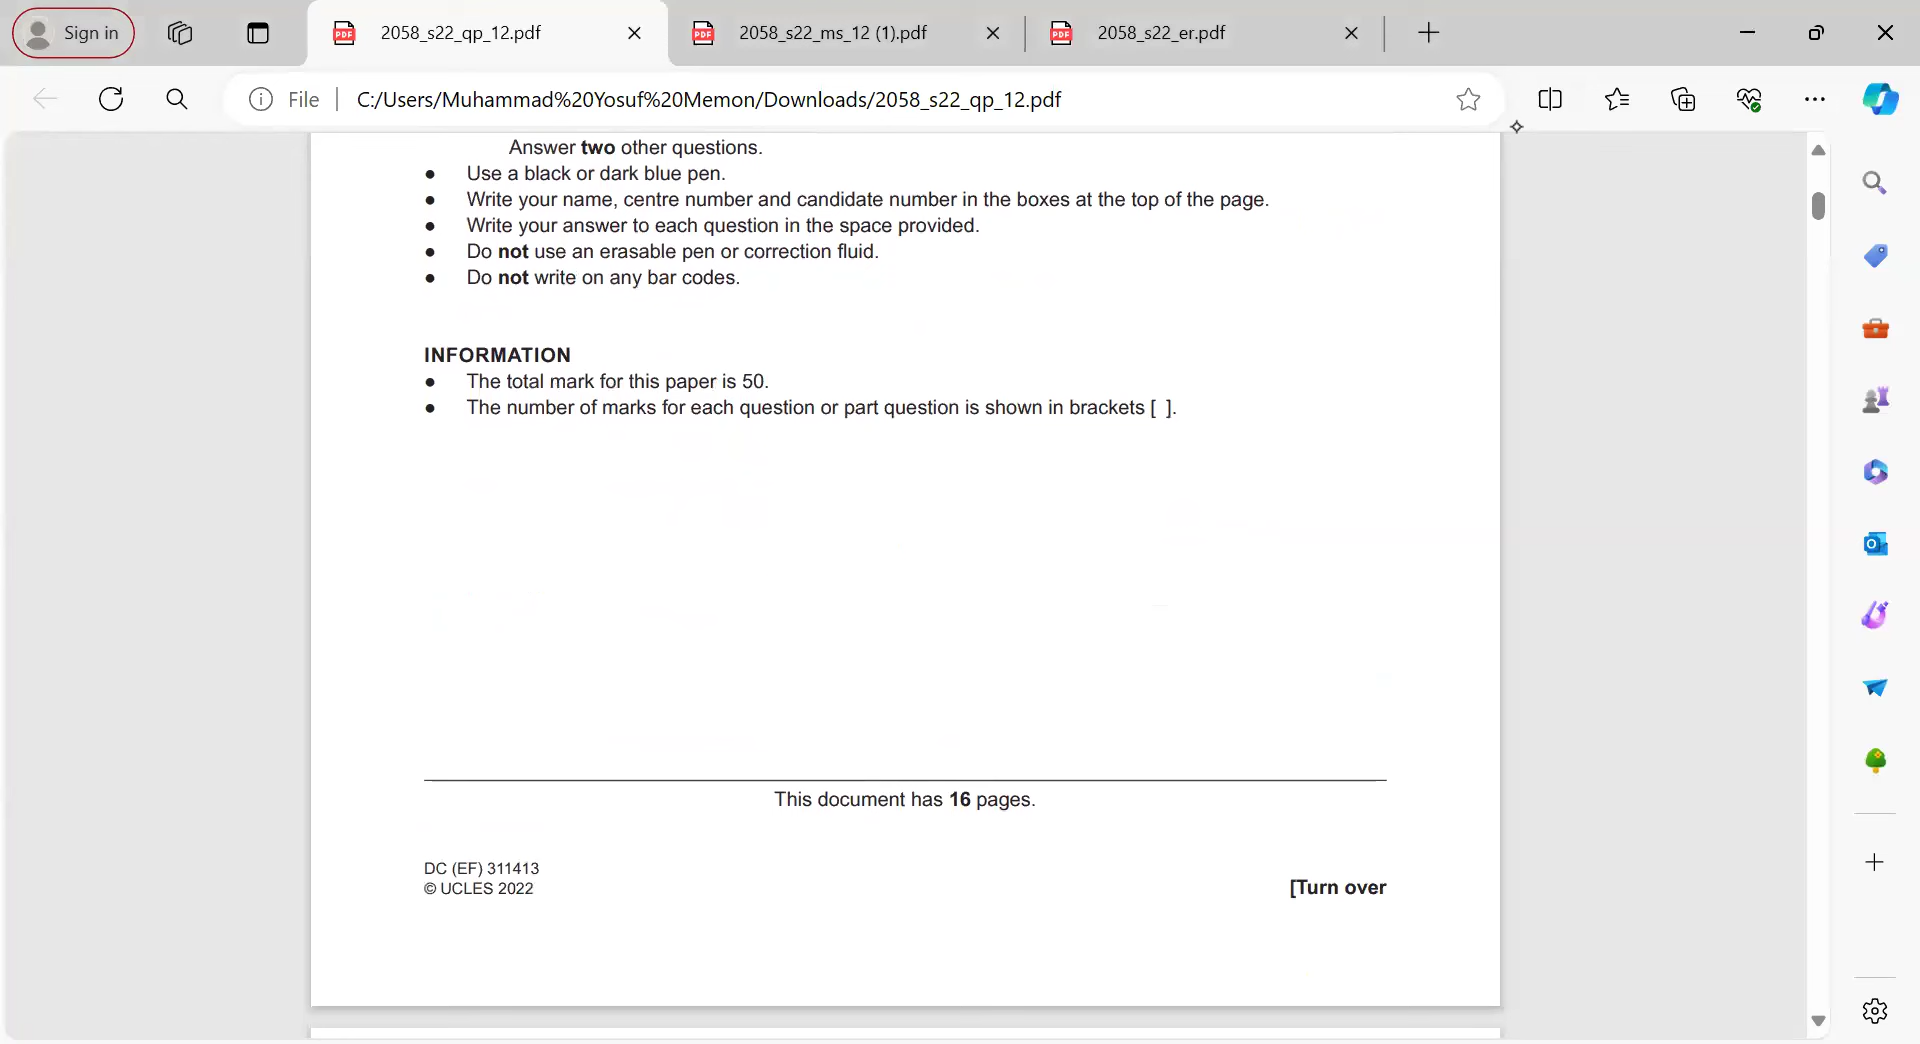 Sign in
2058_s22_qp_12.pdf
2058_s22_ms_12 (1).pdf
2058_s22_er.pdf
File
C:/Users/Muhammad%20Yosuf%20Memon/Downloads/2058_s22_qp_12.pdf
Answer two other questions.
● Use a black or dark blue pen.
● Write your name, centre number and candidate number in the boxes at the top of the page.
● Write your answer to each question in the space provided.
● Do not use an erasable pen or correction fluid.
● Do not write on any bar codes.
INFORMATION
● The total mark for this paper is 50.
● The number of marks for each question or part question is shown in brackets [ ].
This document has 16 pages.
DC (EF) 311413
© UCLES 2022
[Turn over